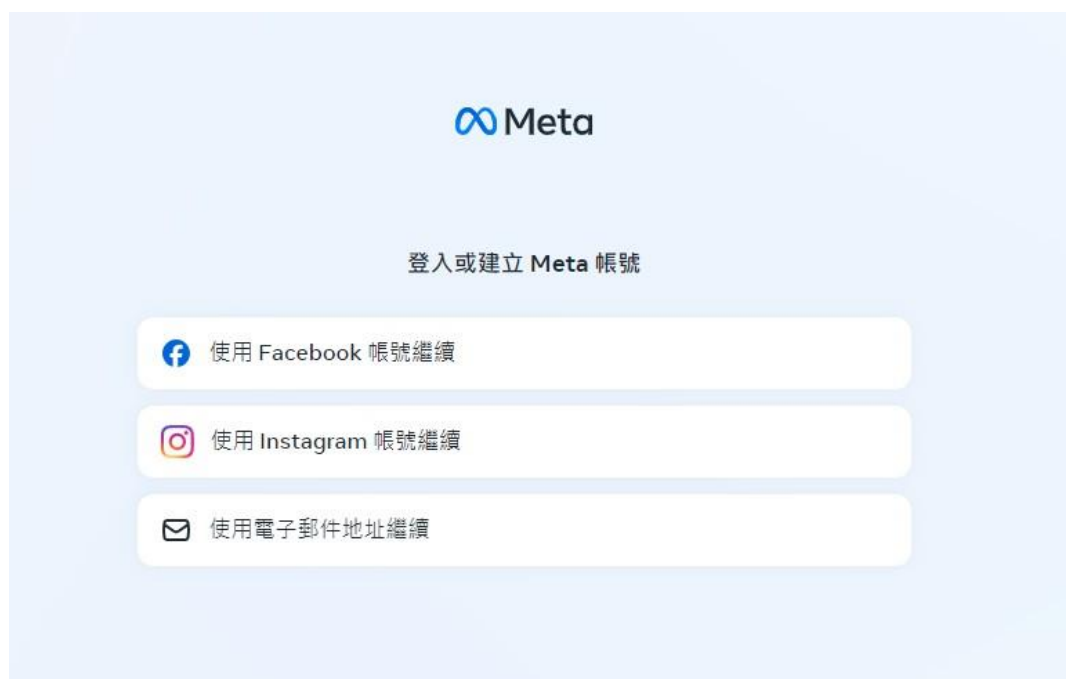 Meta
登入或建立 Meta 帳號
使用 Facebook 帳號繼續
使用 Instagram 帳號繼續
使用電子郵件地址繼續